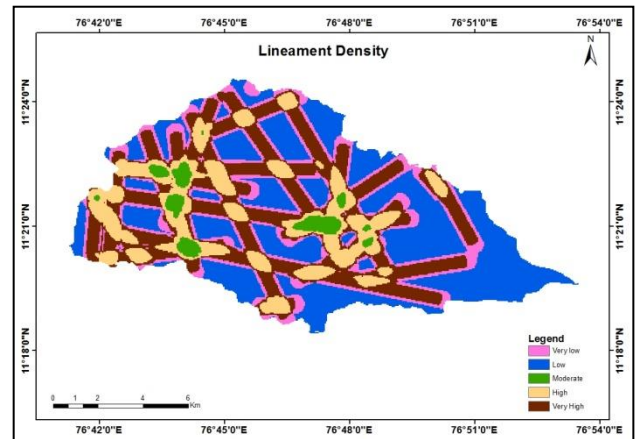 76°42'0"E 76°45'0"E 76°48'0"E 76°51'0"E 76°54'0"E
Lineament Density
N
11°24'0"N 11°24'0"N
11°21'0"N 11°21'0"N
11°18'0"N 11°18'0"N
Legend
Very low
Low
Moderate
High
Very High
0 1 2 4 6
Km
76°42'0"E 76°45'0"E 76°48'0"E 76°51'0"E 76°54'0"E